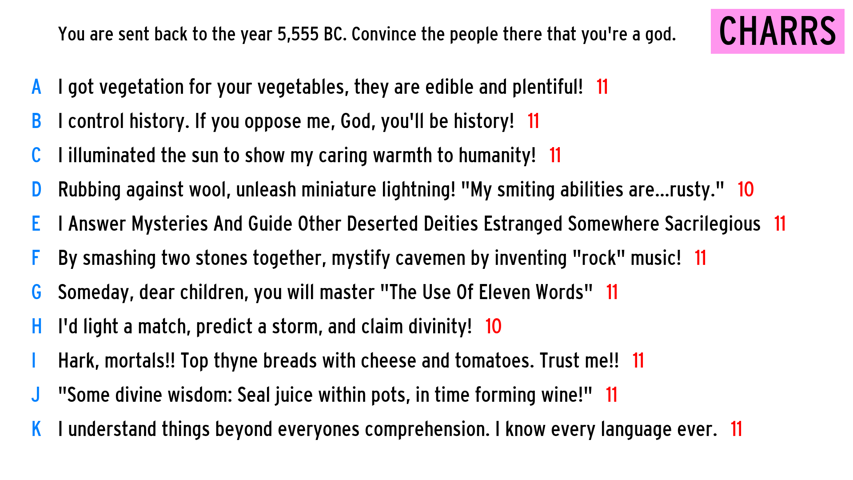 You are sent back to the year 5,555 BC. Convince the people there that you're a god.
CHARRS
A I got vegetation for your vegetables, they are edible and plentiful! 11
B I control history. If you oppose me, God, you'll be history! 11
C I illuminated the sun to show my caring warmth to humanity! 11
D Rubbing against wool, unleash miniature lightning! "My smiting abilities are...rusty." 10
E I Answer Mysteries And Guide Other Deserted Deities Estranged Somewhere Sacrilegious 11
F By smashing two stones together, mystify cavemen by inventing "rock" music! 11
G Someday, dear children, you will master "The Use Of Eleven Words" 11
H I'd light a match, predict a storm, and claim divinity! 10
I Hark, mortals!! Top thyne breads with cheese and tomatoes. Trust me!! 11
J "Some divine wisdom: Seal juice within pots, in time forming wine!" 11
K I understand things beyond everyones comprehension. I know every language ever. 11